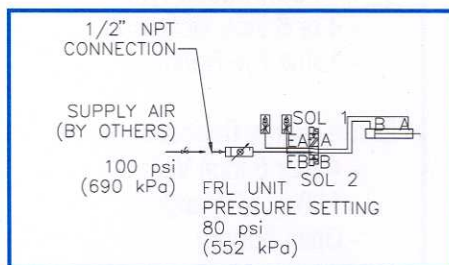 1/2" NPT
CONNECTION
SUPPLY AIR
(BY OTHERS)
100 psi
(690 kPa)
FRL UNIT
PRESSURE SETTING
80 psi
(552 kPa)
SOL 1
EA A
EB B
SOL 2
B A